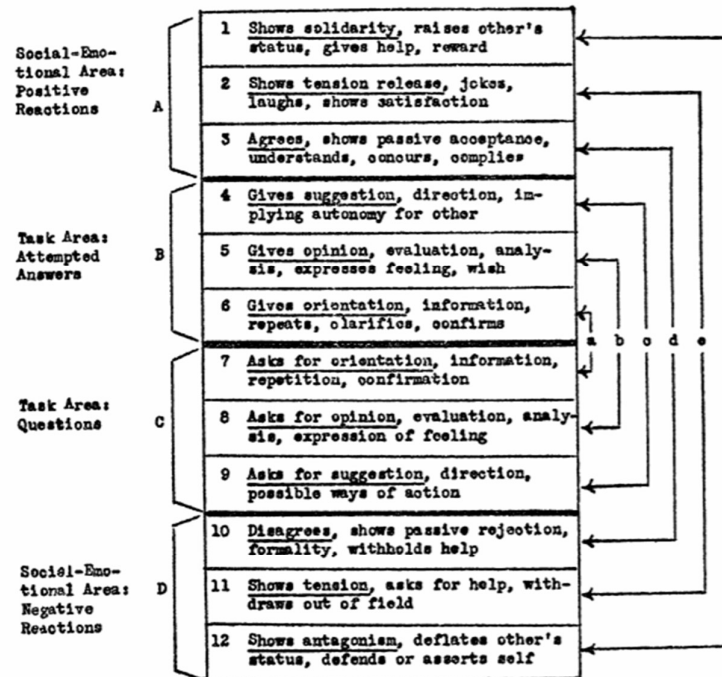 Social-Emo-
tional Area:
Positive
Reactions
A
1 Shows solidarity, raises other's
status, gives help, reward
2 Shows tension release, jokes,
laughs, shows satisfaction
3 Agrees, shows passive acceptance,
understands, concurs, complies
Task Area:
Attempted
Answers
B
4 Gives suggestion, direction, im-
plying autonomy for other
5 Gives opinion, evaluation, analy-
sis, expresses feeling, wish
6 Gives orientation, information,
repeats, clarifies, confirms
Task Area:
Questions
C
7 Asks for orientation, information,
repetition, confirmation
8 Asks for opinion, evaluation, analy-
sis, expression of feeling
9 Asks for suggestion, direction,
possible ways of action
Social-Emo-
tional Area:
Negative
Reactions
D
10 Disagrees, shows passive rejection,
formality, withholds help
11 Shows tension, asks for help, with-
draws out of field
12 Shows antagonism, deflates other's
status, defends or asserts self
a b c d e